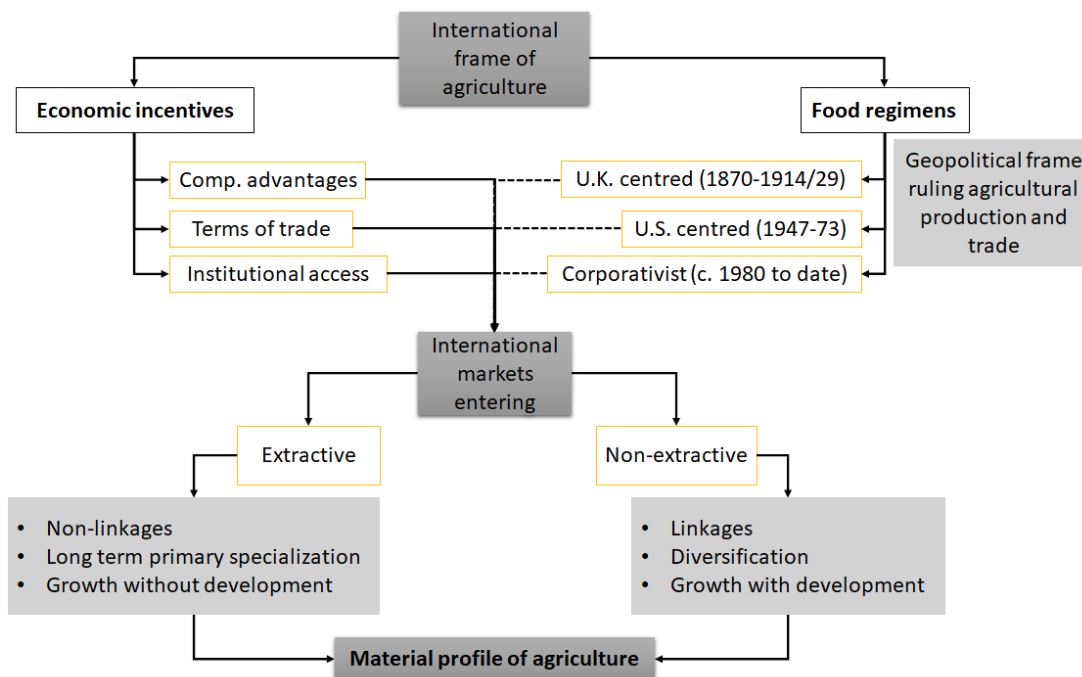 International
frame of
agriculture
Economic incentives
Food regimens
Comp. advantages
U.K. centred (1870-1914/29)
Geopolitical frame
ruling agricultural
production and
trade
Terms of trade
U.S. centred (1947-73)
Institutional access
Corporativist (c. 1980 to date)
International
markets
entering
Extractive
Non-extractive
• Non-linkages
• Long term primary specialization
• Growth without development
• Linkages
• Diversification
• Growth with development
Material profile of agriculture